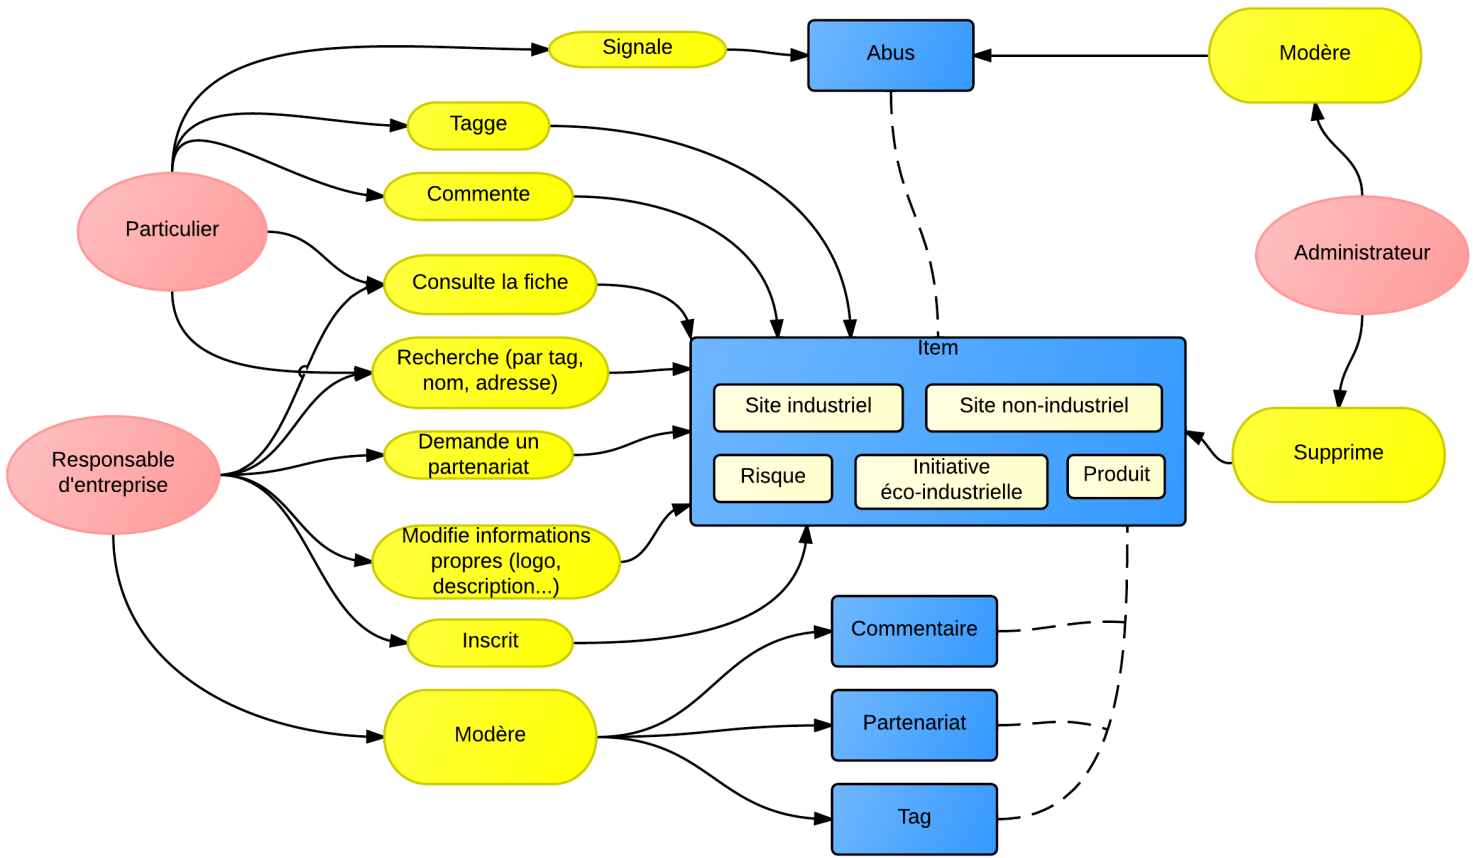 Signale
Abus
Modère
Tagge
Commente
Particulier
Administrateur
Consulte la fiche
Recherche (par tag,
nom, adresse)
Item
Site industriel
Site non-industriel
Demande un
partenariat
Responsable
d'entreprise
Risque
Initiative
éco-industrielle
Produit
Supprime
Modifie informations
propres (logo,
description...)
Inscrit
Commentaire
Modère
Partenariat
Tag